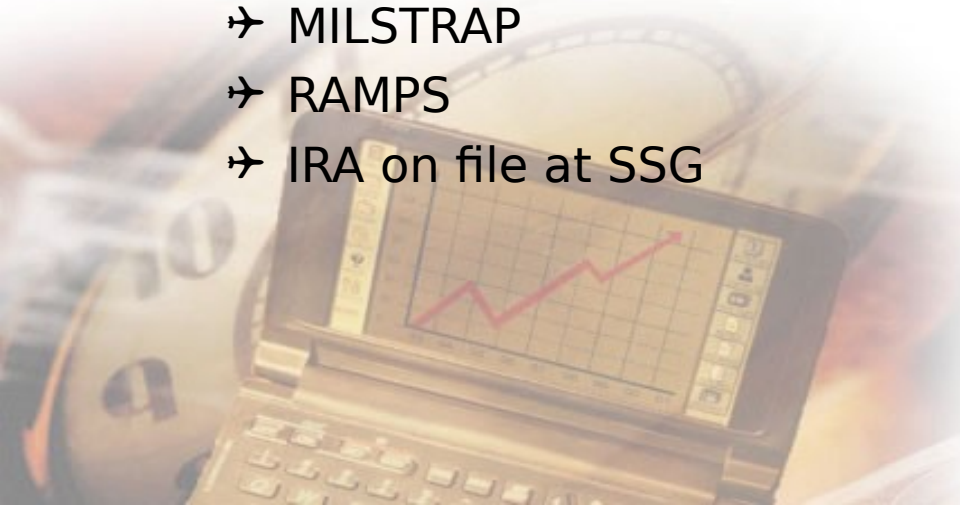 ✈ MILSTRAP
✈ RAMPS
✈ IRA on file at SSG